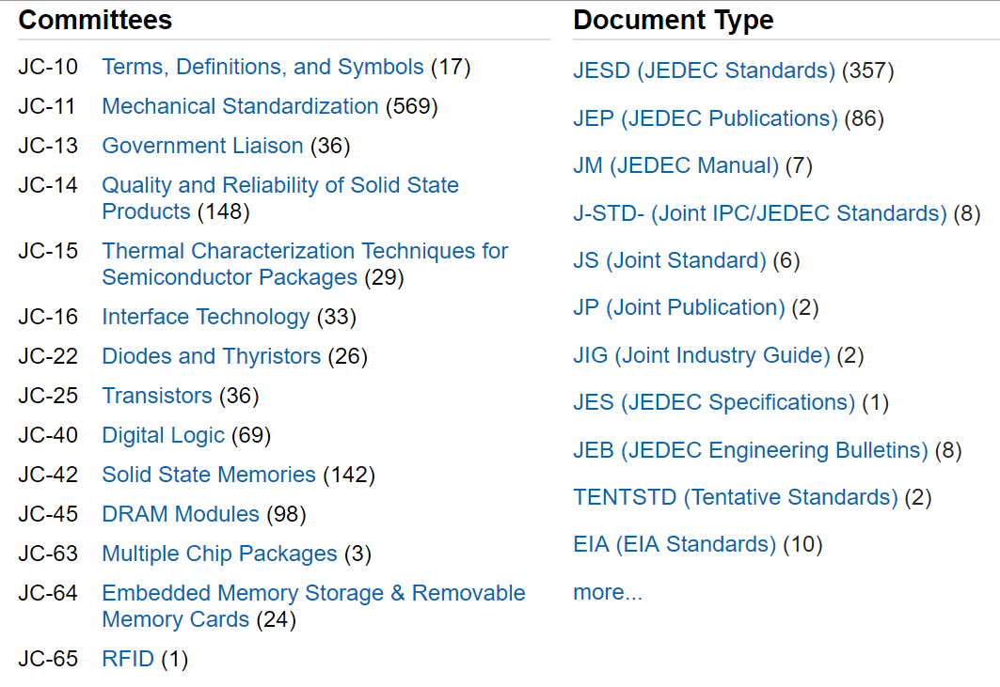 Committees
JC-10 Terms, Definitions, and Symbols (17)
JC-11 Mechanical Standardization (569)
JC-13 Government Liaison (36)
JC-14 Quality and Reliability of Solid State
Products (148)
JC-15 Thermal Characterization Techniques for
Semiconductor Packages (29)
JC-16 Interface Technology (33)
JC-22 Diodes and Thyristors (26)
JC-25 Transistors (36)
JC-40 Digital Logic (69)
JC-42 Solid State Memories (142)
JC-45 DRAM Modules (98)
JC-63 Multiple Chip Packages (3)
JC-64 Embedded Memory Storage & Removable
Memory Cards (24)
JC-65 RFID (1)
Document Type
JESD (JEDEC Standards) (357)
JEP (JEDEC Publications) (86)
JM (JEDEC Manual) (7)
J-STD- (Joint IPC/JEDEC Standards) (8)
JS (Joint Standard) (6)
JP (Joint Publication) (2)
JIG (Joint Industry Guide) (2)
JES (JEDEC Specifications) (1)
JEB (JEDEC Engineering Bulletins) (8)
TENTSTD (Tentative Standards) (2)
EIA (EIA Standards) (10)
more...